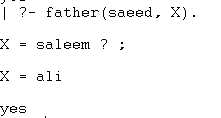 | ?- father(saeed, X).
X = saleem ? ;
X = ali
yes